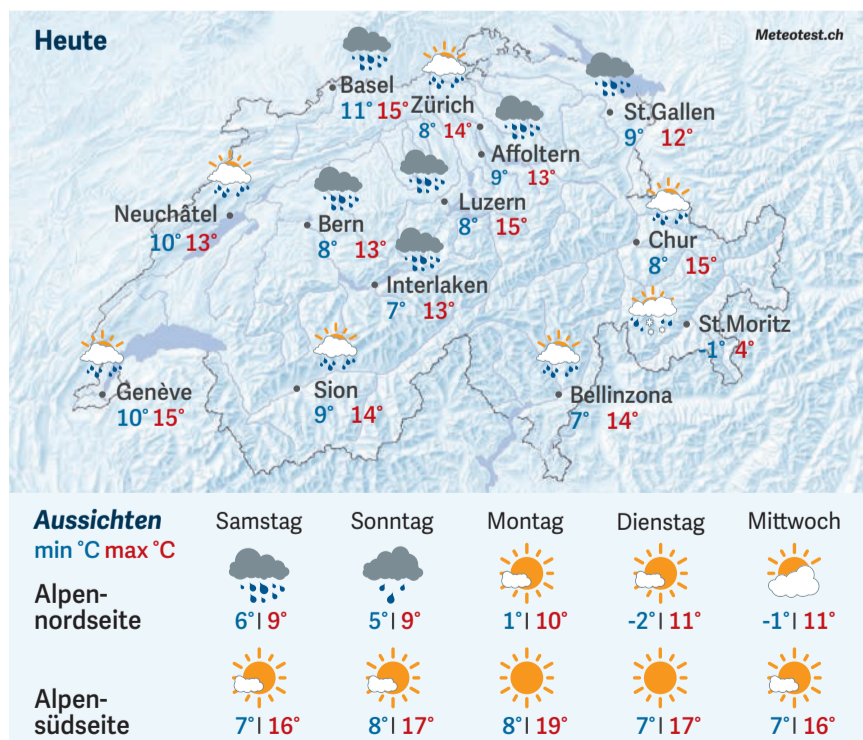 Heute
Meteotest.ch
Basel
11° 15°
Zürich
8° 14°
St.Gallen
9° 12°
Affoltern
9° 13°
Neuchâtel
10° 13°
Bern
8° 13°
Luzern
8° 15°
Chur
8° 15°
Interlaken
7° 13°
St.Moritz
-1° 4°
Genève
10° 15°
Sion
9° 14°
Bellinzona
7° 14°
Aussichten Samstag Sonntag Montag Dienstag Mittwoch
min °C max °C
Alpen-
nordseite 6° | 9° 5° | 9° 1° | 10° -2° | 11° -1° | 11°
Alpen-
südseite 7° | 16° 8° | 17° 8° | 19° 7° | 17° 7° | 16°